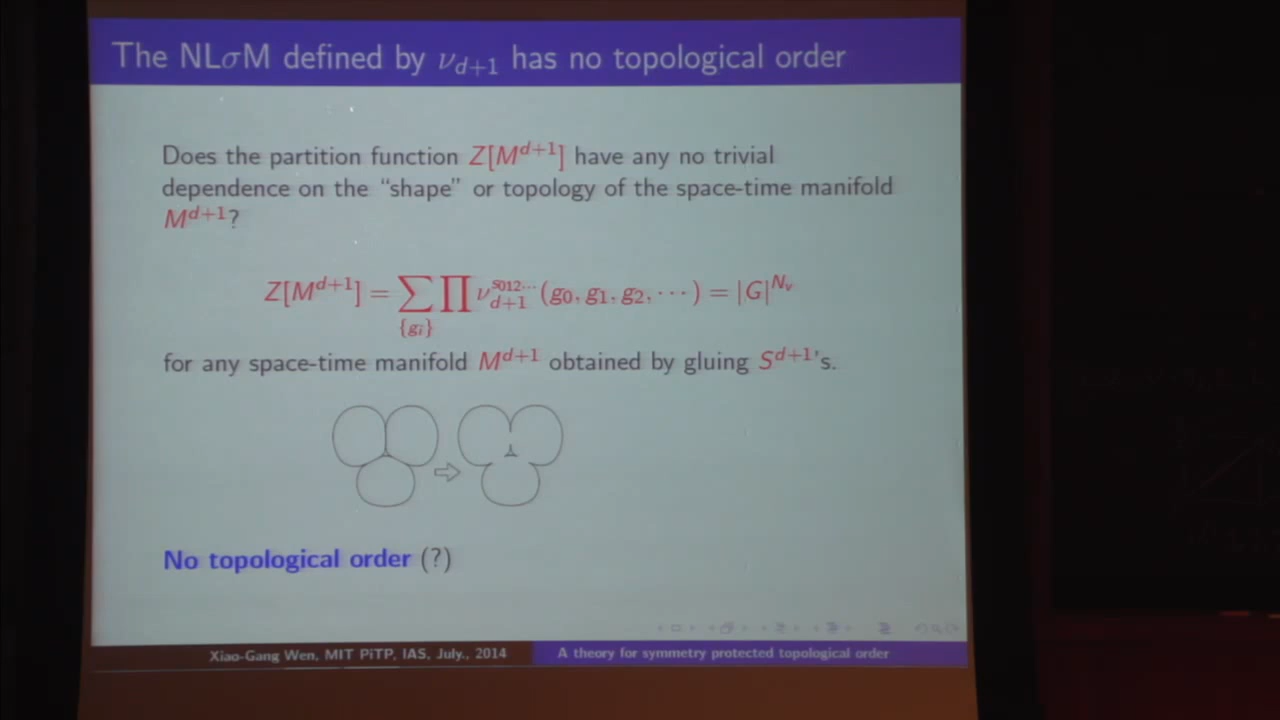 The NLσM defined by ν_{d+1} has no topological order
Does the partition function Z[M^{d+1}] have any no trivial
dependence on the “shape” or topology of the space-time manifold
M^{d+1}?
Z[M^{d+1}] = ∑_{{g_i}} ∏ ν_{d+1}^{s_{012···}}(g_0, g_1, g_2, ···) = |G|^{N_v}
for any space-time manifold M^{d+1} obtained by gluing S^{d+1}'s.
No topological order (?)
Xiao-Gang Wen, MIT PiTP, IAS, July., 2014
A theory for symmetry protected topological order